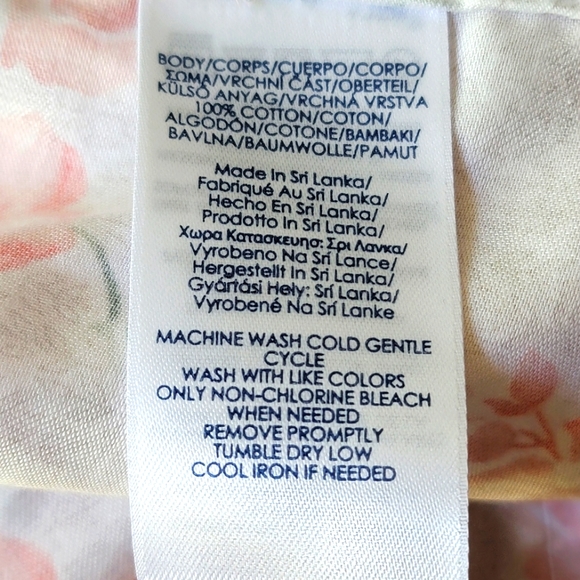 BODY/CORPS/CUERPO/CORPO/
ΣΩΜΑ/VRCHNÍ ČÁST/OBERTEIL/
KÜLSŐ ANYAG/VRCHNÁ VRSTVA
100% COTTON/COTON/
ALGODÓN/COTONE/BAMBAKI/
BAVLNA/BAUMWOLLE/PAMUT
Made In Sri Lanka/
Fabriqué Au Sri Lanka/
Hecho En Sri Lanka/
Prodotto In Sri Lanka/
Χωρα Κατασκευησ: Σρι Λανκα/
Vyrobeno Na Srí Lance/
Hergestellt In Sri Lanka/
Gyártási Hely: Srí Lanka/
Vyrobené Na Srí Lanke
MACHINE WASH COLD GENTLE
CYCLE
WASH WITH LIKE COLORS
ONLY NON-CHLORINE BLEACH
WHEN NEEDED
REMOVE PROMPTLY
TUMBLE DRY LOW
COOL IRON IF NEEDED